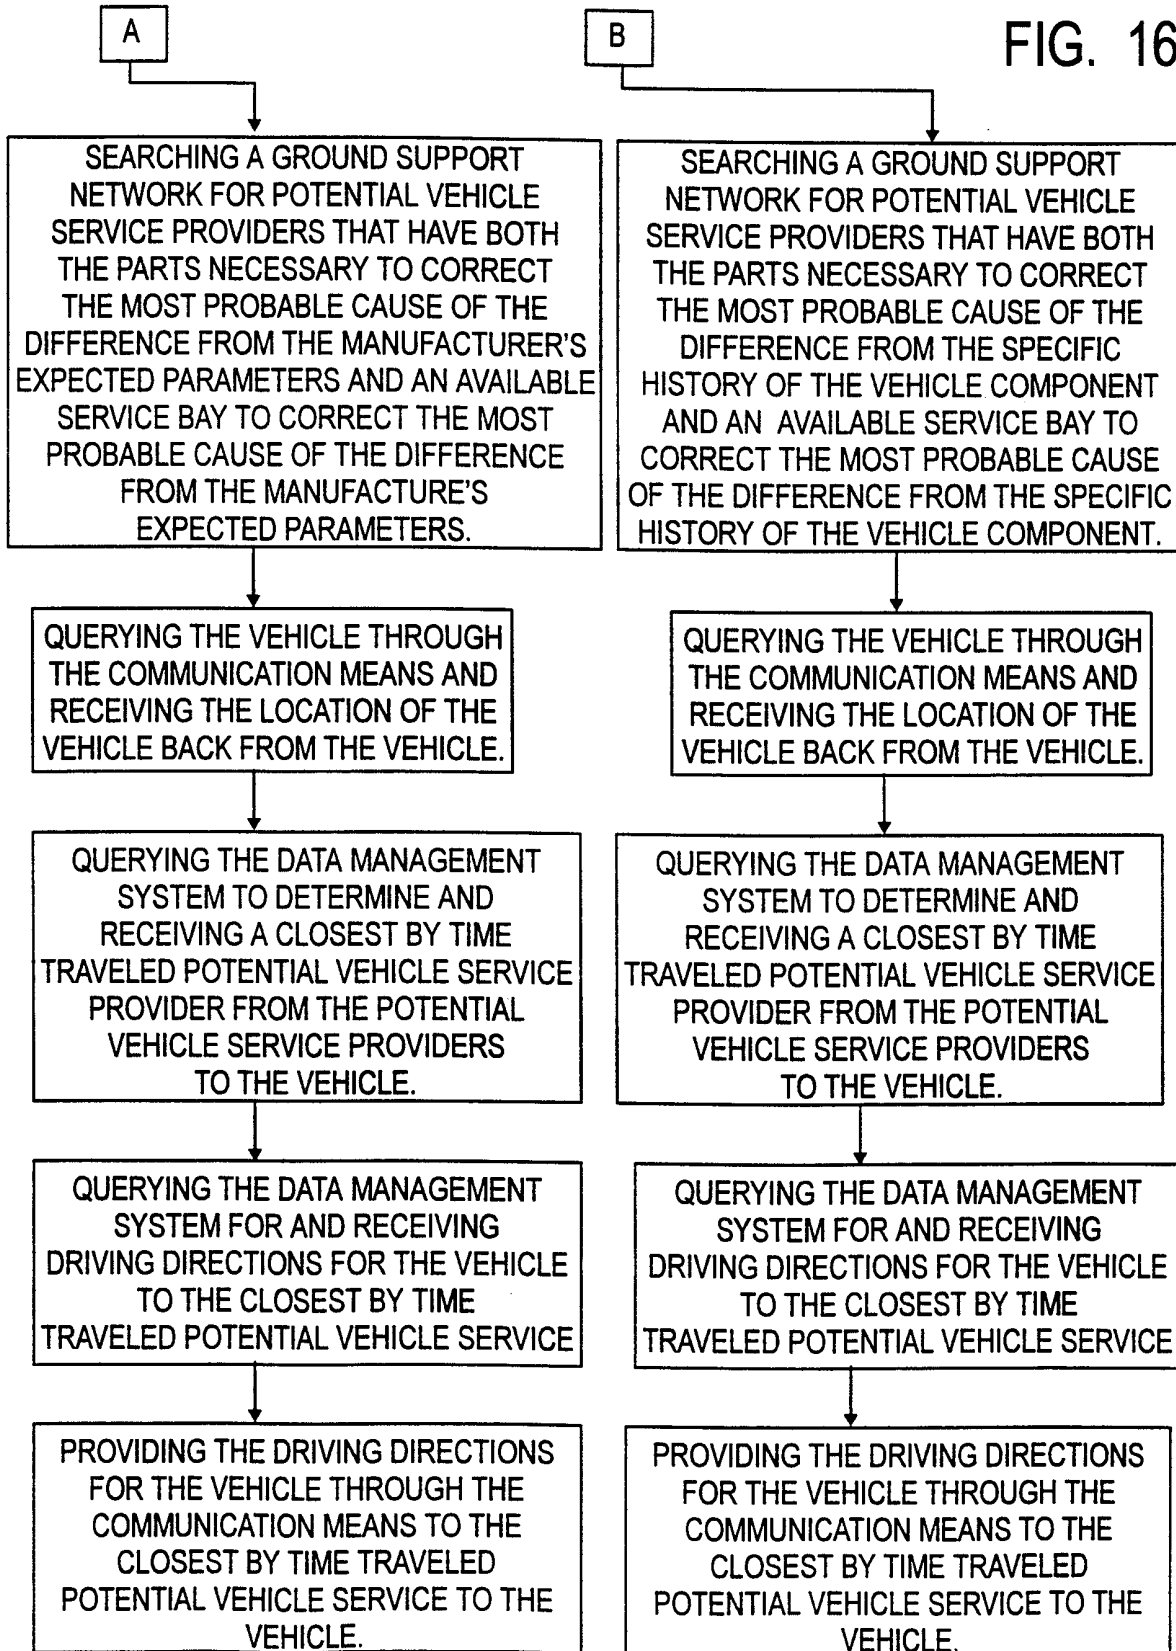 A
B
FIG. 16
SEARCHING A GROUND SUPPORT
NETWORK FOR POTENTIAL VEHICLE
SERVICE PROVIDERS THAT HAVE BOTH
THE PARTS NECESSARY TO CORRECT
THE MOST PROBABLE CAUSE OF THE
DIFFERENCE FROM THE MANUFACTURER'S
EXPECTED PARAMETERS AND AN AVAILABLE
SERVICE BAY TO CORRECT THE MOST
PROBABLE CAUSE OF THE DIFFERENCE
FROM THE MANUFACTURE'S
EXPECTED PARAMETERS.
QUERYING THE VEHICLE THROUGH
THE COMMUNICATION MEANS AND
RECEIVING THE LOCATION OF THE
VEHICLE BACK FROM THE VEHICLE.
QUERYING THE DATA MANAGEMENT
SYSTEM TO DETERMINE AND
RECEIVING A CLOSEST BY TIME
TRAVELED POTENTIAL VEHICLE SERVICE
PROVIDER FROM THE POTENTIAL
VEHICLE SERVICE PROVIDERS
TO THE VEHICLE.
QUERYING THE DATA MANAGEMENT
SYSTEM FOR AND RECEIVING
DRIVING DIRECTIONS FOR THE VEHICLE
TO THE CLOSEST BY TIME
TRAVELED POTENTIAL VEHICLE SERVICE
PROVIDING THE DRIVING DIRECTIONS
FOR THE VEHICLE THROUGH THE
COMMUNICATION MEANS TO THE
CLOSEST BY TIME TRAVELED
POTENTIAL VEHICLE SERVICE TO THE
VEHICLE.
SEARCHING A GROUND SUPPORT
NETWORK FOR POTENTIAL VEHICLE
SERVICE PROVIDERS THAT HAVE BOTH
THE PARTS NECESSARY TO CORRECT
THE MOST PROBABLE CAUSE OF THE
DIFFERENCE FROM THE SPECIFIC
HISTORY OF THE VEHICLE COMPONENT
AND AN AVAILABLE SERVICE BAY TO
CORRECT THE MOST PROBABLE CAUSE
OF THE DIFFERENCE FROM THE SPECIFIC
HISTORY OF THE VEHICLE COMPONENT.
QUERYING THE VEHICLE THROUGH
THE COMMUNICATION MEANS AND
RECEIVING THE LOCATION OF THE
VEHICLE BACK FROM THE VEHICLE.
QUERYING THE DATA MANAGEMENT
SYSTEM TO DETERMINE AND
RECEIVING A CLOSEST BY TIME
TRAVELED POTENTIAL VEHICLE SERVICE
PROVIDER FROM THE POTENTIAL
VEHICLE SERVICE PROVIDERS
TO THE VEHICLE.
QUERYING THE DATA MANAGEMENT
SYSTEM FOR AND RECEIVING
DRIVING DIRECTIONS FOR THE VEHICLE
TO THE CLOSEST BY TIME
TRAVELED POTENTIAL VEHICLE SERVICE
PROVIDING THE DRIVING DIRECTIONS
FOR THE VEHICLE THROUGH THE
COMMUNICATION MEANS TO THE
CLOSEST BY TIME TRAVELED
POTENTIAL VEHICLE SERVICE TO THE
VEHICLE.